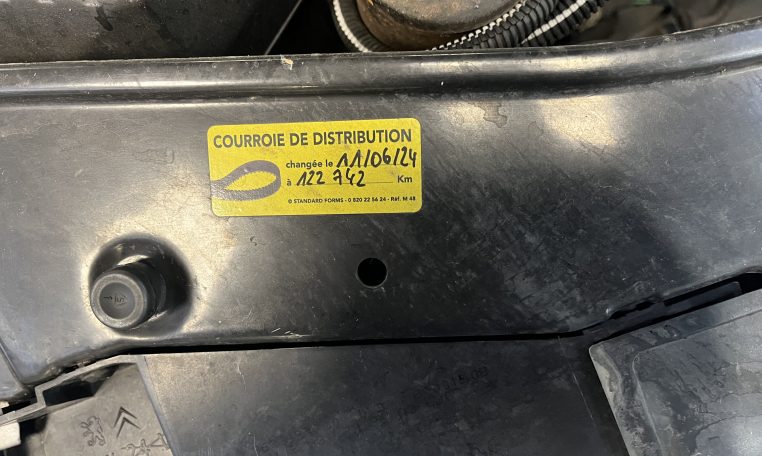 COURROIE DE DISTRIBUTION
changée le 11/06/24
à 122 742 Km
© STANDARD FORMS - 0 820 22 56 24 - Réf. M 48